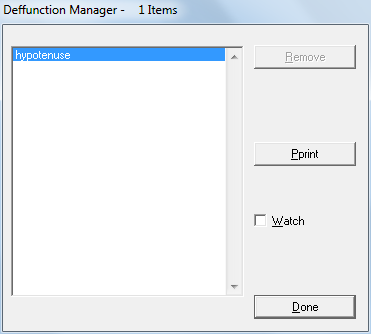 Deffunction Manager - 1 Items
hypotenuse
Remove
Pprint
Watch
Done